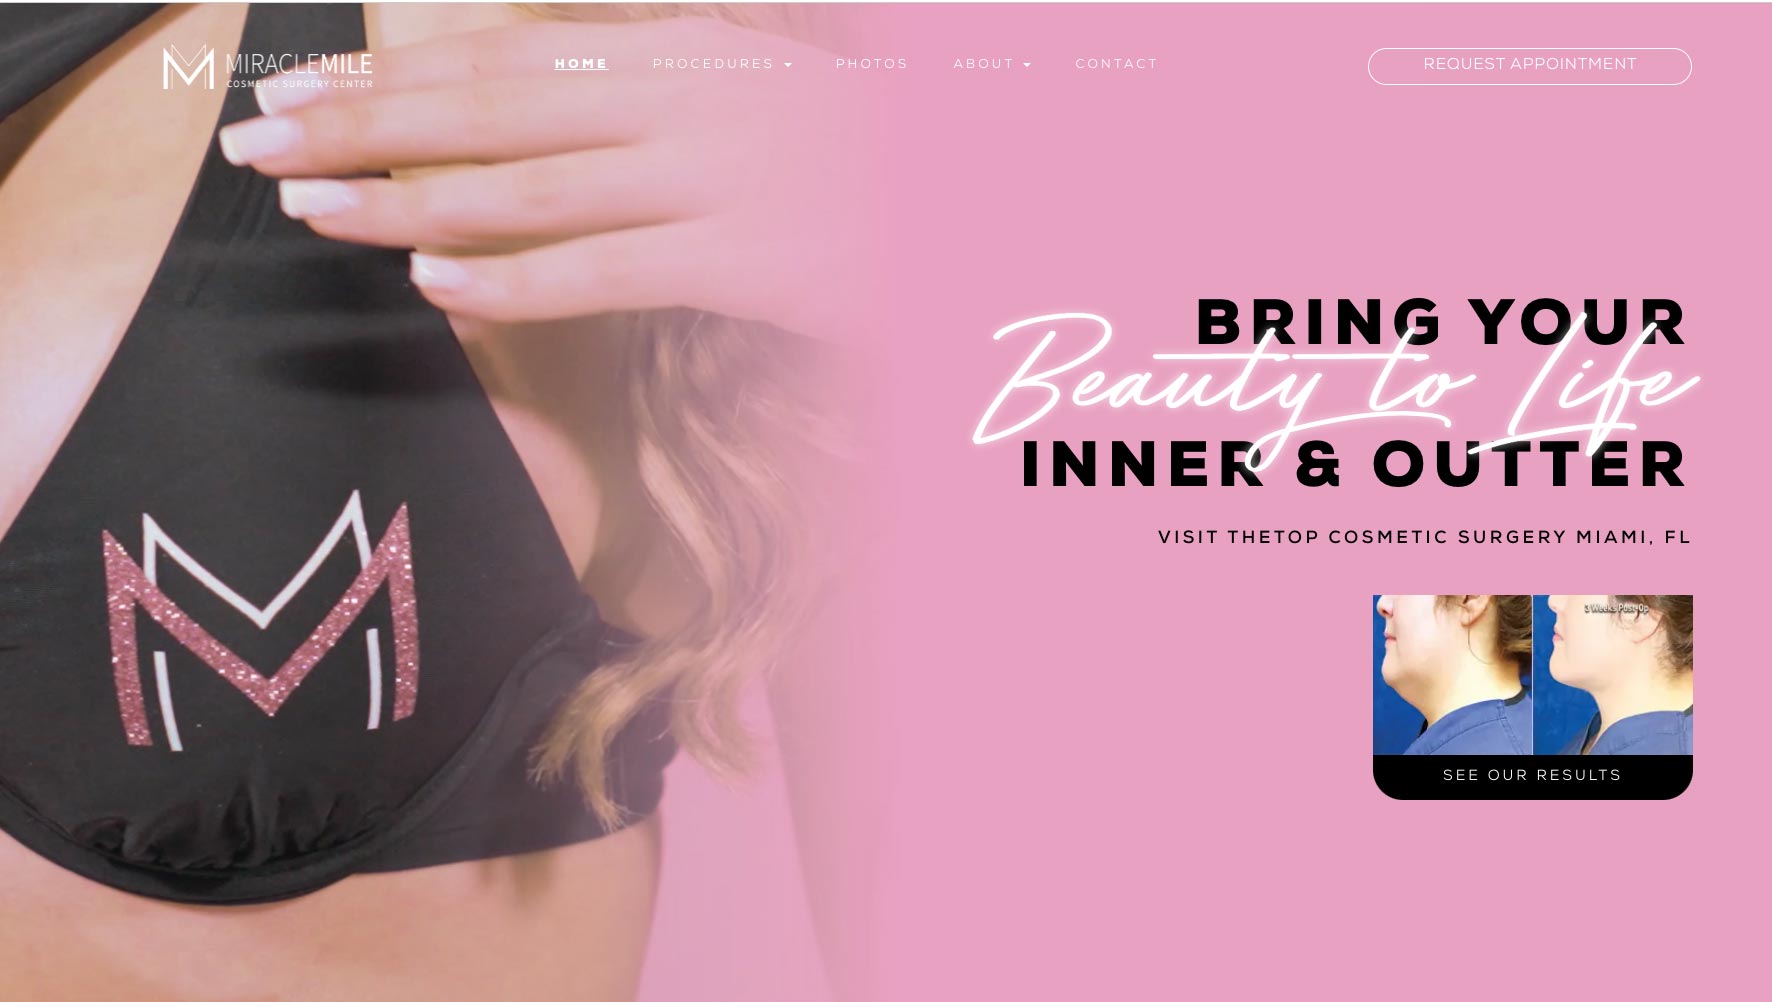 MIRACLEMILE
COSMETIC SURGERY CENTER
HOME PROCEDURES PHOTOS ABOUT CONTACT
REQUEST APPOINTMENT
BRING YOUR
Beauty to Life
INNER & OUTTER
VISIT THETOP COSMETIC SURGERY MIAMI, FL
3 Weeks Post-Op
SEE OUR RESULTS